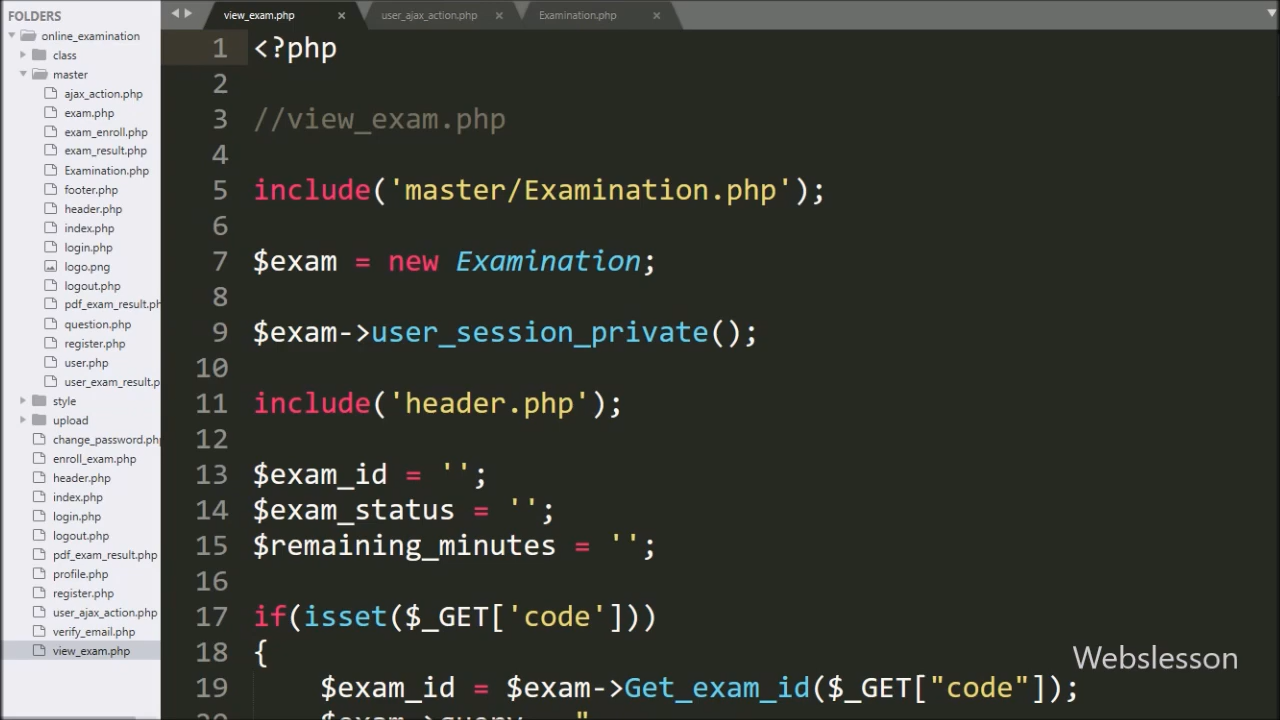 FOLDERS
online_examination
class
master
ajax_action.php
exam.php
exam_enroll.php
exam_result.php
Examination.php
footer.php
header.php
index.php
login.php
logo.png
logout.php
pdf_exam_result.ph
question.php
register.php
user.php
user_exam_result.p
style
upload
change_password.php
enroll_exam.php
header.php
index.php
login.php
logout.php
pdf_exam_result.php
profile.php
register.php
user_ajax_action.php
verify_email.php
view_exam.php
view_exam.php × user_ajax_action.php × Examination.php ×
1 <?php
2
3 //view_exam.php
4
5 include('master/Examination.php');
6
7 $exam = new Examination;
8
9 $exam->user_session_private();
10
11 include('header.php');
12
13 $exam_id = '';
14 $exam_status = '';
15 $remaining_minutes = '';
16
17 if(isset($_GET['code']))
18 {
19 $exam_id = $exam->Get_exam_id($_GET["code"]);
Webslesson